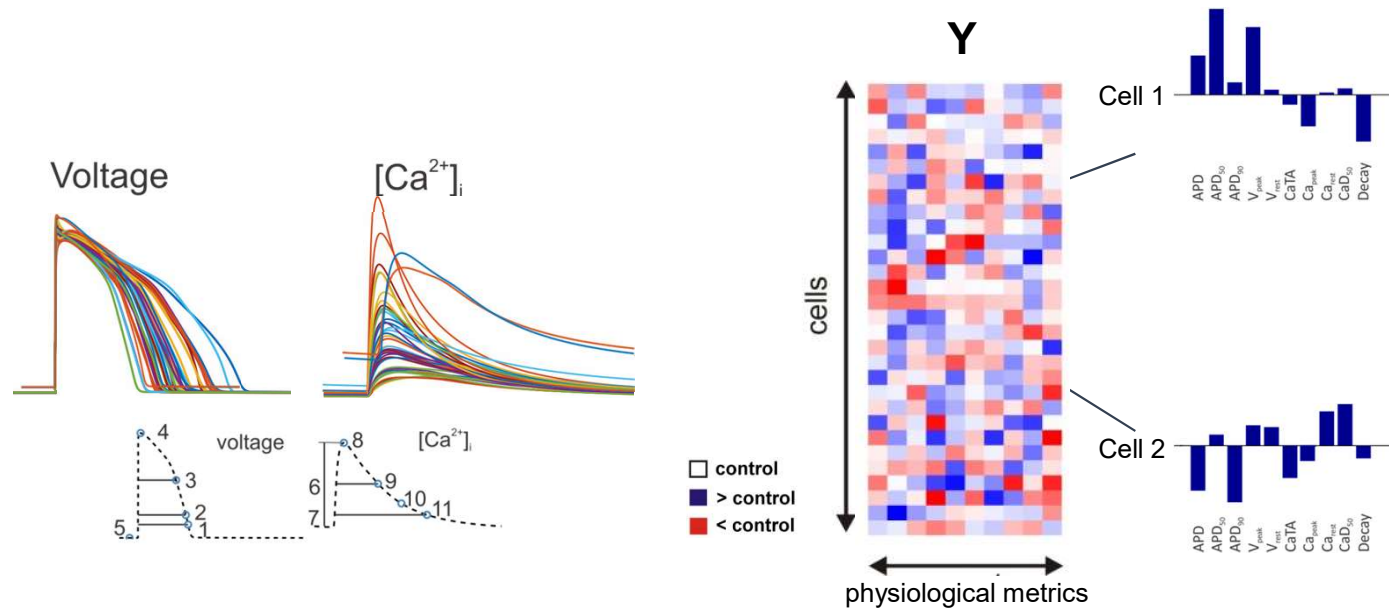 Voltage
[Ca²⁺]ᵢ
4
voltage
3
2
5
1
8
[Ca²⁺]ᵢ
6
9
10
7
11
Y
cells
physiological metrics
control
> control
< control
Cell 1
APD
APD₅₀
APD₉₀
Vₚₑₐₖ
Vᵣₑₛₜ
CaTA
Caₚₑₐₖ
Caᵣₑₛₜ
CaD₅₀
Decay
Cell 2
APD
APD₅₀
APD₉₀
Vₚₑₐₖ
Vᵣₑₛₜ
CaTA
Caₚₑₐₖ
Caᵣₑₛₜ
CaD₅₀
Decay